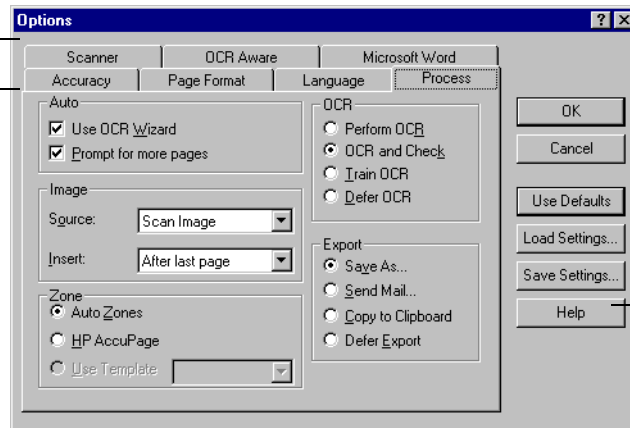 Options
Scanner OCR Aware Microsoft Word
Accuracy Page Format Language Process
Auto
Use OCR Wizard
Prompt for more pages
Image
Source: Scan Image
Insert: After last page
Zone
Auto Zones
HP AccuPage
Use Template
OCR
Perform OCR
OCR and Check
Train OCR
Defer OCR
Export
Save As...
Send Mail...
Copy to Clipboard
Defer Export
OK
Cancel
Use Defaults
Load Settings...
Save Settings...
Help